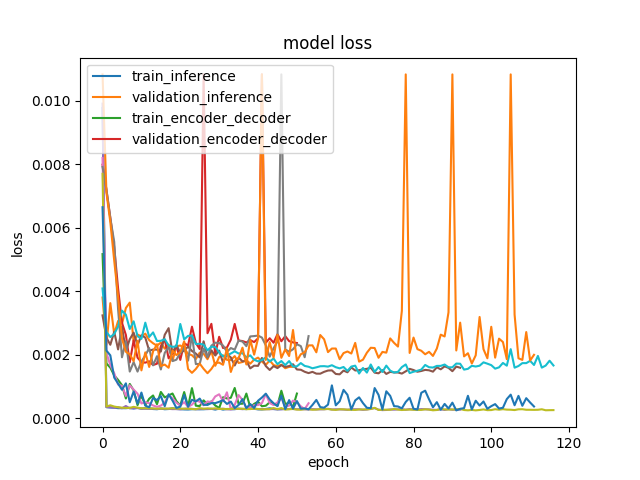 model loss
train_inference
validation_inference
train_encoder_decoder
validation_encoder_decoder
loss
0.010
0.008
0.006
0.004
0.002
0.000
0 20 40 60 80 100 120
epoch